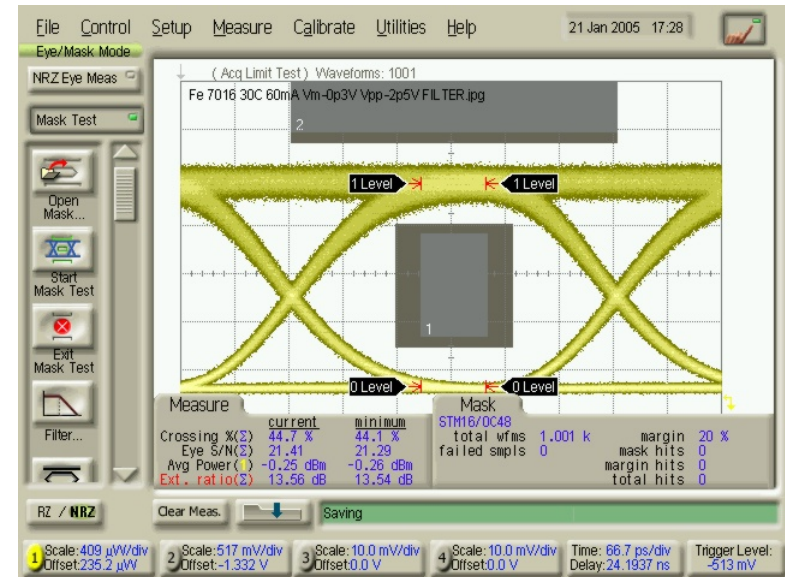 File Control Setup Measure Calibrate Utilities Help 21 Jan 2005 17:28
Eye/Mask Mode
NRZ Eye Meas
( Acq Limit Test ) Waveforms: 1001
Fe 7016 30C 60mA Vm-0p3V Vpp-2p5V FILTER.jpg
Mask Test
2
1 Level 1 Level
Open
Mask...
Start
Mask Test
1
Exit
Mask Test
0 Level 0 Level
Measure Mask
current minimum STM16/OC48
Crossing %(Σ) 44.7 % 44.1 % total wfms 1.001 k margin 20 %
Eye S/N(Σ) 21.41 21.29 failed smpls 0 mask hits 0
Avg Power(1) -0.25 dBm -0.26 dBm margin hits 0
Ext. ratio(Σ) 13.56 dB 13.54 dB total hits 0
Filter...
RZ / NRZ Clear Meas. Saving
1 Scale:409 µW/div 2 Scale:517 mV/div 3 Scale:10.0 mV/div 4 Scale:10.0 mV/div Time: 66.7 ps/div Trigger Level:
Offset:235.2 µW Offset:-1.332 V Offset:0.0 V Offset:0.0 V Delay:24.1937 ns -513 mV